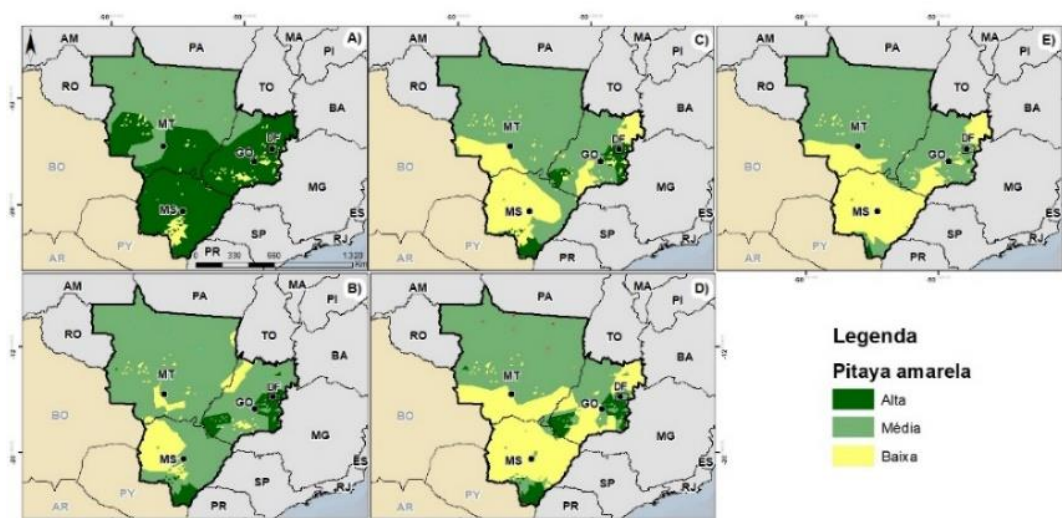 A)
AM
PA
MA
PI
RO
TO
BA
MT
DF
GO
BO
MG
MS
ES
SP
RJ
PY
PR
AR
0
330
660
1.320
Km
C)
AM
PA
MA
PI
RO
TO
BA
MT
DF
GO
BO
MG
MS
ES
SP
RJ
PY
PR
AR
E)
AM
PA
MA
PI
RO
TO
BA
MT
DF
GO
BO
MG
MS
ES
SP
RJ
PY
PR
AR
B)
AM
PA
MA
PI
RO
TO
BA
MT
DF
GO
BO
MG
MS
ES
SP
RJ
PY
PR
AR
D)
AM
PA
MA
PI
RO
TO
BA
MT
DF
GO
BO
MG
MS
ES
SP
RJ
PY
PR
AR
Legenda
Pitaya amarela
Alta
Média
Baixa